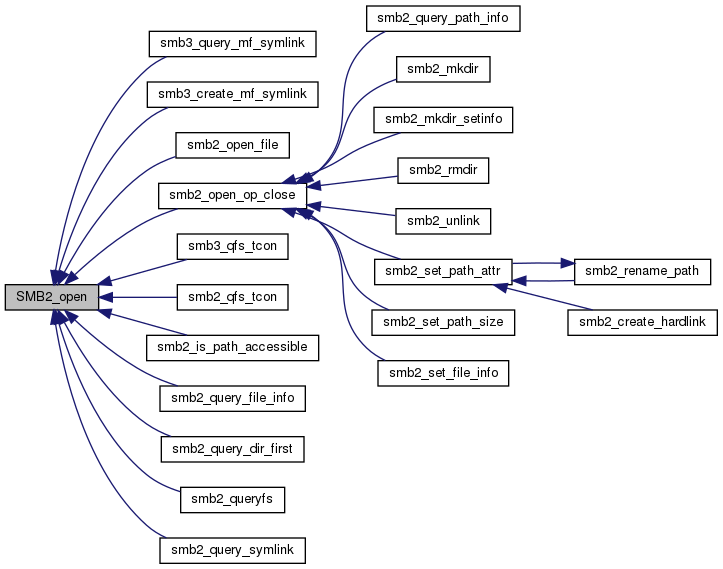 SMB2_open
smb3_query_mf_symlink
smb3_create_mf_symlink
smb2_open_file
smb2_open_op_close
smb3_qfs_tcon
smb2_qfs_tcon
smb2_is_path_accessible
smb2_query_file_info
smb2_query_dir_first
smb2_queryfs
smb2_query_symlink
smb2_query_path_info
smb2_mkdir
smb2_mkdir_setinfo
smb2_rmdir
smb2_unlink
smb2_set_path_attr
smb2_set_path_size
smb2_set_file_info
smb2_rename_path
smb2_create_hardlink